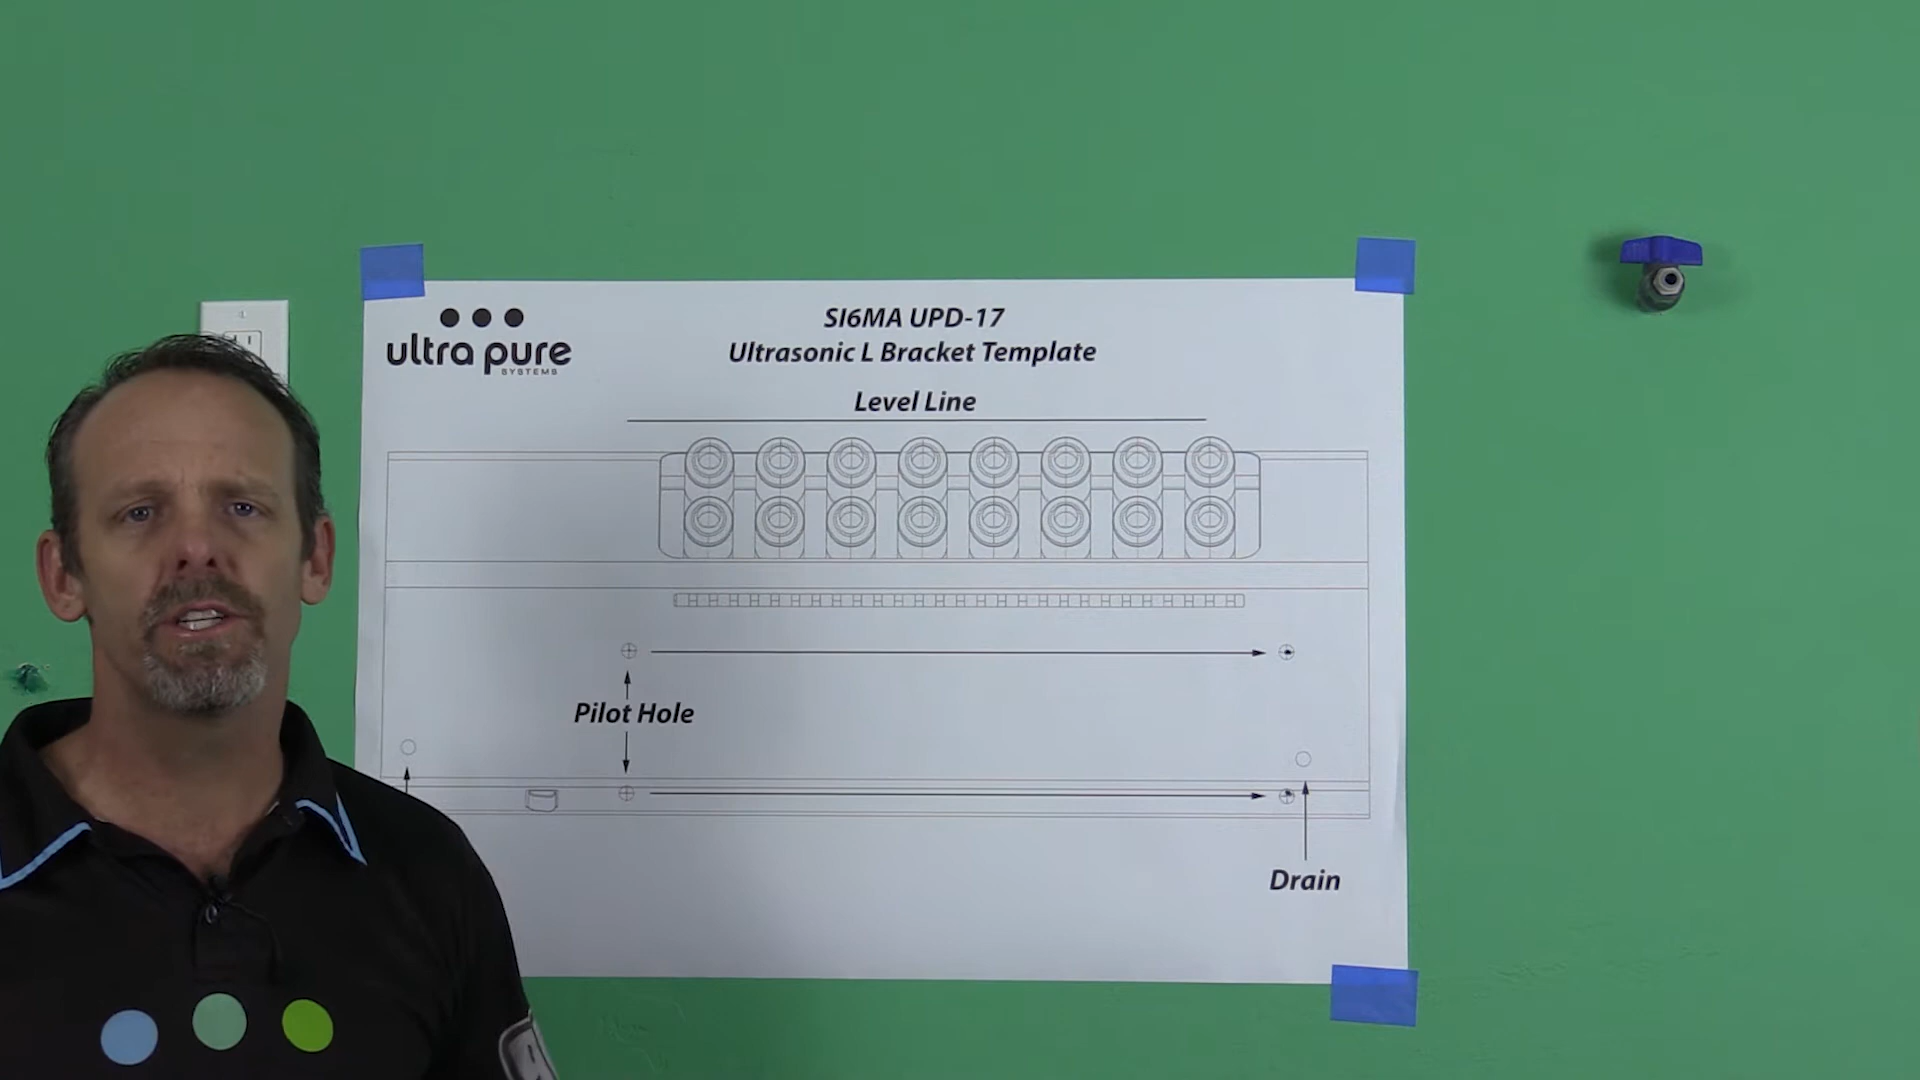 ultra pure
SYSTEMS
SI6MA UPD-17
Ultrasonic L Bracket Template
Level Line
Pilot Hole
Drain